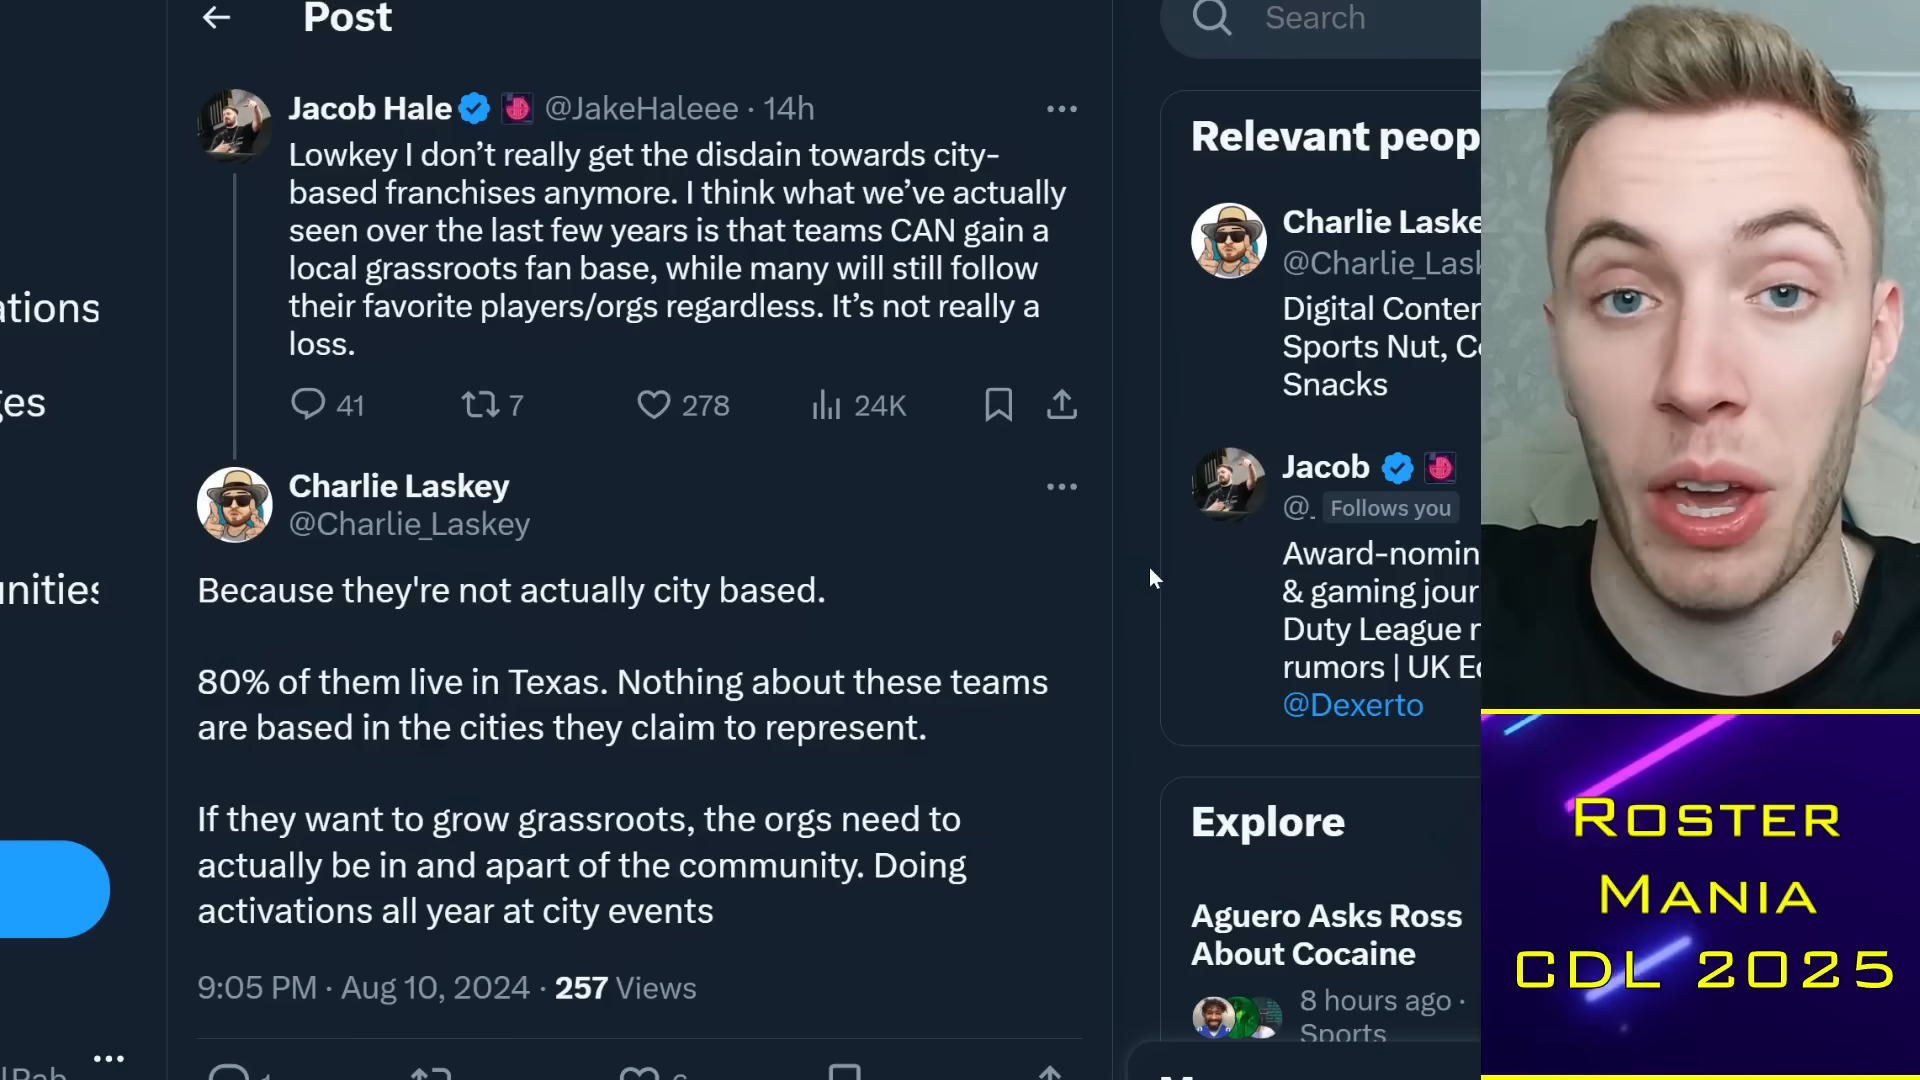 Post
Search
Jacob Hale @JakeHaleee · 14h
Lowkey I don’t really get the disdain towards city-
based franchises anymore. I think what we’ve actually
seen over the last few years is that teams CAN gain a
local grassroots fan base, while many will still follow
their favorite players/orgs regardless. It’s not really a
loss.
41 7 278 24K
Charlie Laskey
@Charlie_Laskey
Because they're not actually city based.
80% of them live in Texas. Nothing about these teams
are based in the cities they claim to represent.
If they want to grow grassroots, the orgs need to
actually be in and apart of the community. Doing
activations all year at city events
9:05 PM · Aug 10, 2024 · 257 Views
Relevant peop
Charlie Laske
@Charlie_Lask
Digital Conten
Sports Nut, Co
Snacks
Jacob
@_ Follows you
Award-nomin
& gaming jour
Duty League r
rumors | UK Ed
@Dexerto
Explore
Aguero Asks Ross
About Cocaine
8 hours ago ·
Sports
ations
ges
unities
ROSTER
MANIA
CDL 2025